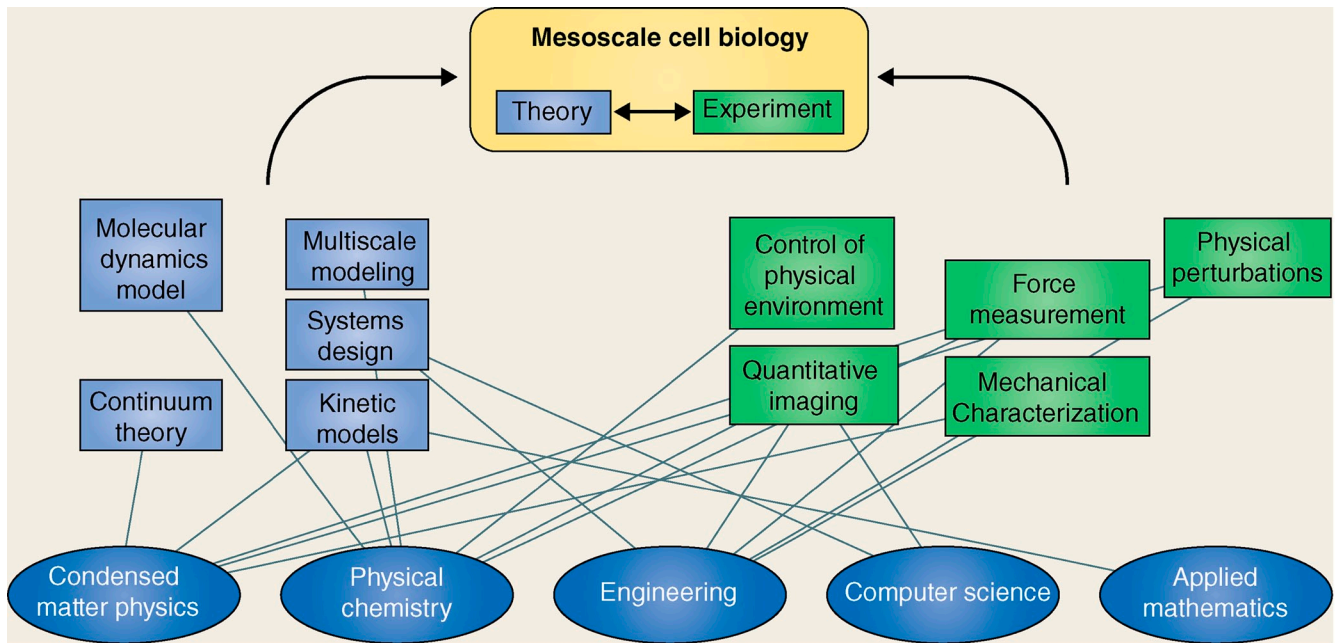 Mesoscale cell biology
Theory
Experiment
Molecular
dynamics
model
Multiscale
modeling
Systems
design
Continuum
theory
Kinetic
models
Control of
physical
environment
Quantitative
imaging
Force
measurement
Mechanical
Characterization
Physical
perturbations
Condensed
matter physics
Physical
chemistry
Engineering
Computer science
Applied
mathematics